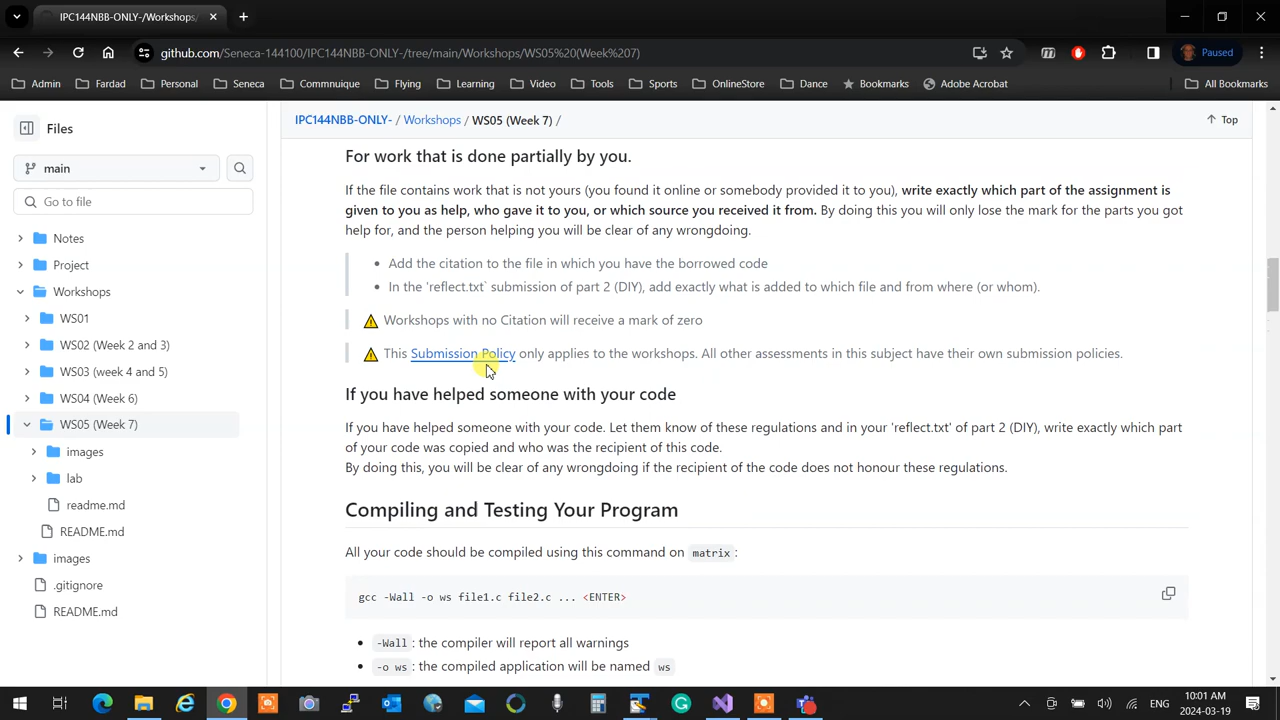 IPC144NBB-ONLY-/Workshops/
github.com/Seneca-144100/IPC144NBB-ONLY-/tree/main/Workshops/WS05%20(Week%207)
Paused
Admin Fardad Personal Seneca Commnuique Flying Learning Video Tools Sports OnlineStore Dance Bookmarks Adobe Acrobat All Bookmarks
Files
main
Go to file
Notes
Project
Workshops
WS01
WS02 (Week 2 and 3)
WS03 (week 4 and 5)
WS04 (Week 6)
WS05 (Week 7)
images
lab
readme.md
README.md
images
.gitignore
README.md
IPC144NBB-ONLY- / Workshops / WS05 (Week 7) /
Top
For work that is done partially by you.
If the file contains work that is not yours (you found it online or somebody provided it to you), write exactly which part of the assignment is
given to you as help, who gave it to you, or which source you received it from. By doing this you will only lose the mark for the parts you got
help for, and the person helping you will be clear of any wrongdoing.
• Add the citation to the file in which you have the borrowed code
• In the 'reflect.txt` submission of part 2 (DIY), add exactly what is added to which file and from where (or whom).
Workshops with no Citation will receive a mark of zero
This Submission Policy only applies to the workshops. All other assessments in this subject have their own submission policies.
If you have helped someone with your code
If you have helped someone with your code. Let them know of these regulations and in your 'reflect.txt' of part 2 (DIY), write exactly which part
of your code was copied and who was the recipient of this code.
By doing this, you will be clear of any wrongdoing if the recipient of the code does not honour these regulations.
Compiling and Testing Your Program
All your code should be compiled using this command on matrix:
gcc -Wall -o ws file1.c file2.c ... <ENTER>
• -Wall: the compiler will report all warnings
• -o ws: the compiled application will be named ws
ENG
10:01 AM
2024-03-19